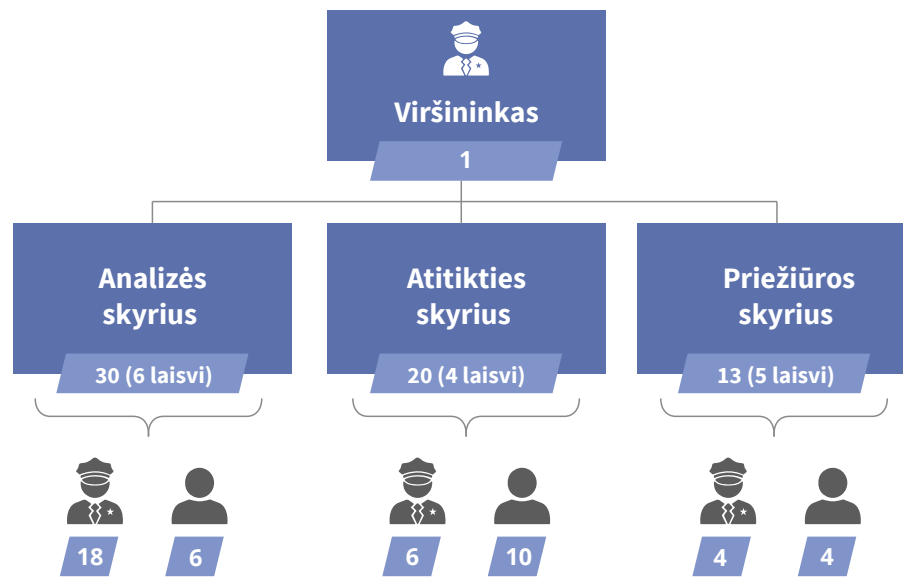 Viršininkas
1
Analizės
skyrius
30 (6 laisvi)
Atitikties
skyrius
20 (4 laisvi)
Priežiūros
skyrius
13 (5 laisvi)
18
6
6
10
4
4